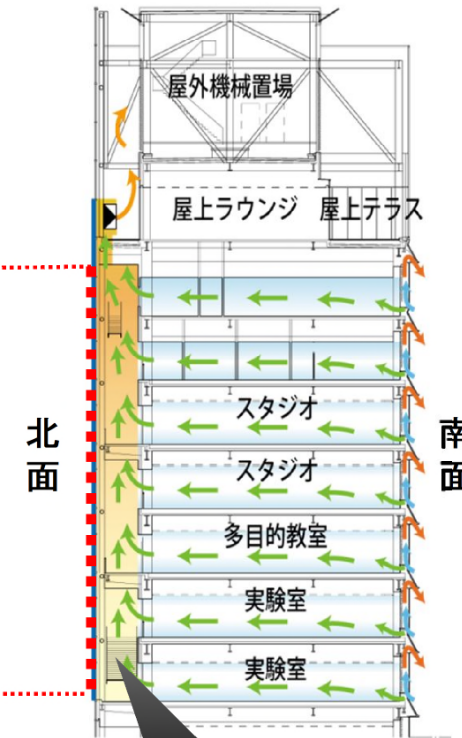 屋外機械置場
屋上ラウンジ 屋上テラス
北面
南面
スタジオ
スタジオ
多目的教室
実験室
実験室